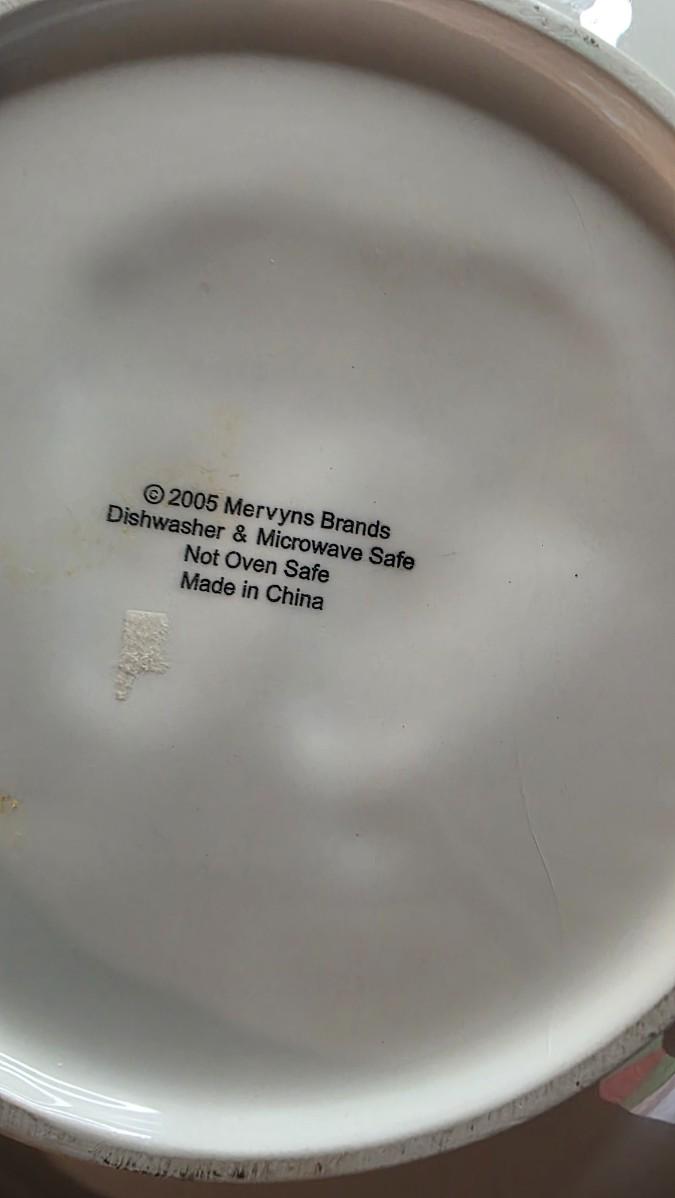 © 2005 Mervyns Brands
Dishwasher & Microwave Safe
Not Oven Safe
Made in China